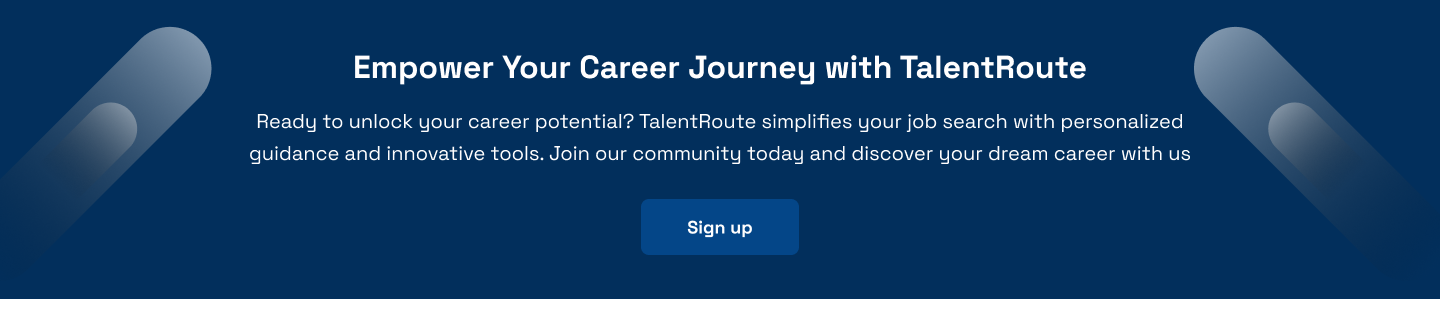 Empower Your Career Journey with TalentRoute
Ready to unlock your career potential? TalentRoute simplifies your job search with personalized
guidance and innovative tools. Join our community today and discover your dream career with us
Sign up